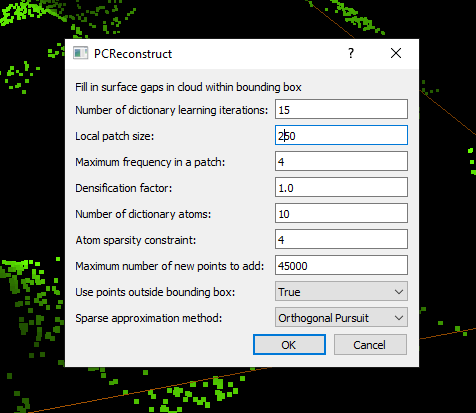 PCReconstruct ?
Fill in surface gaps in cloud within bounding box
Number of dictionary learning iterations: 15
Local patch size: 250
Maximum frequency in a patch: 4
Densification factor: 1.0
Number of dictionary atoms: 10
Atom sparsity constraint: 4
Maximum number of new points to add: 45000
Use points outside bounding box: True
Sparse approximation method: Orthogonal Pursuit
OK Cancel